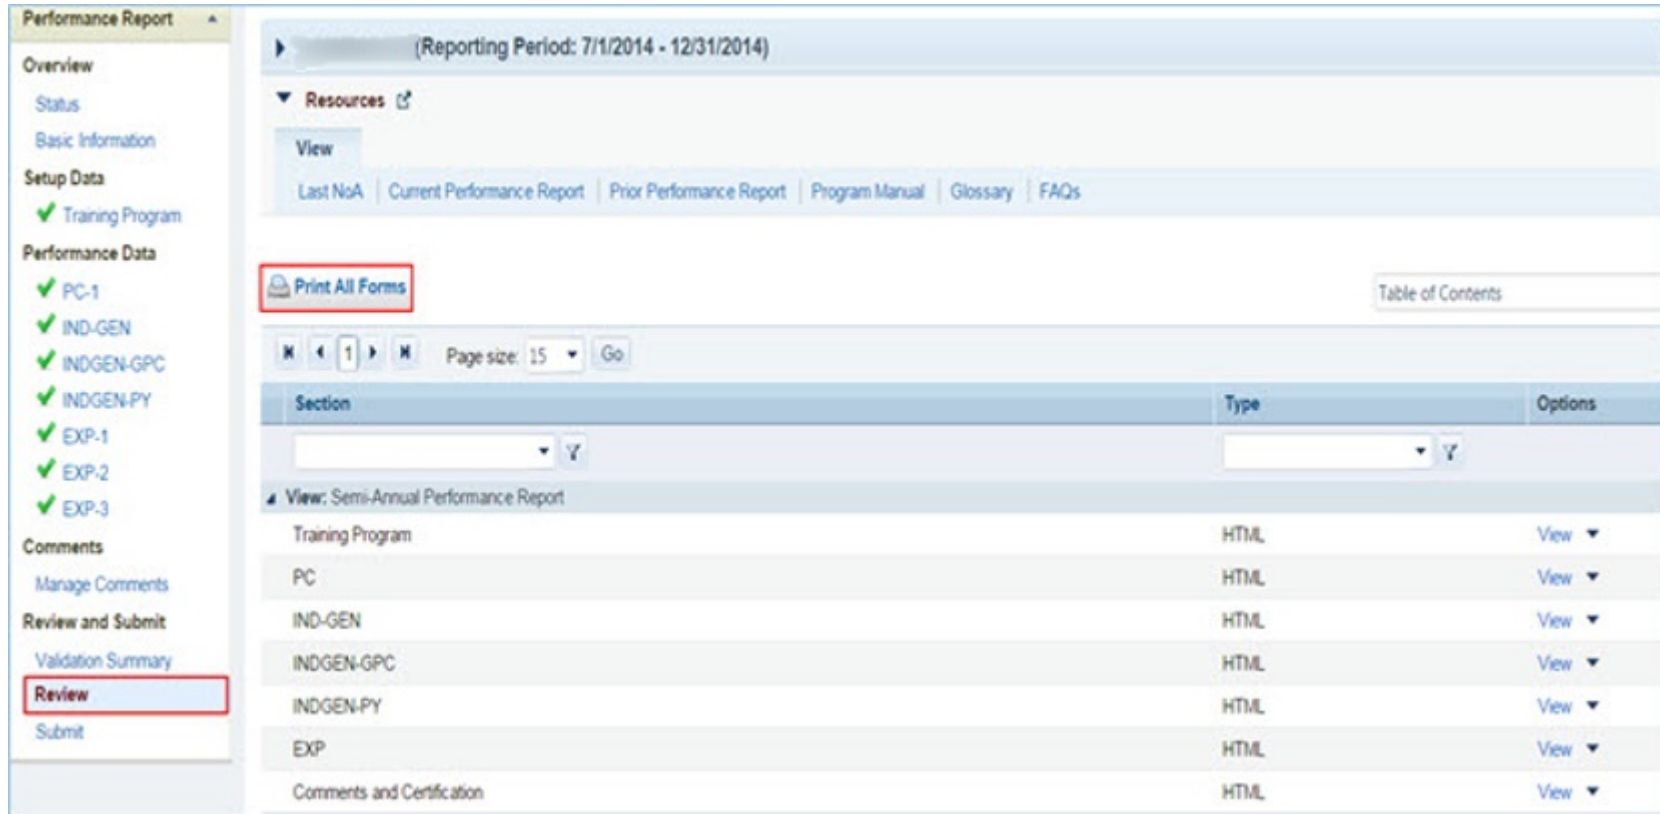 Performance Report
Overview
Status
Basic Information
Setup Data
Training Program
Performance Data
PC-1
IND-GEN
INDGEN-GPC
INDGEN-PY
EXP-1
EXP-2
EXP-3
Comments
Manage Comments
Review and Submit
Validation Summary
Review
Submit
(Reporting Period: 7/1/2014 - 12/31/2014)
Resources
View
Last NoA Current Performance Report Prior Performance Report Program Manual Glossary FAQs
Print All Forms
Table of Contents
1 Page size: 15 Go
Section Type Options
View: Semi-Annual Performance Report
Training Program HTML View
PC HTML View
IND-GEN HTML View
INDGEN-GPC HTML View
INDGEN-PY HTML View
EXP HTML View
Comments and Certification HTML View